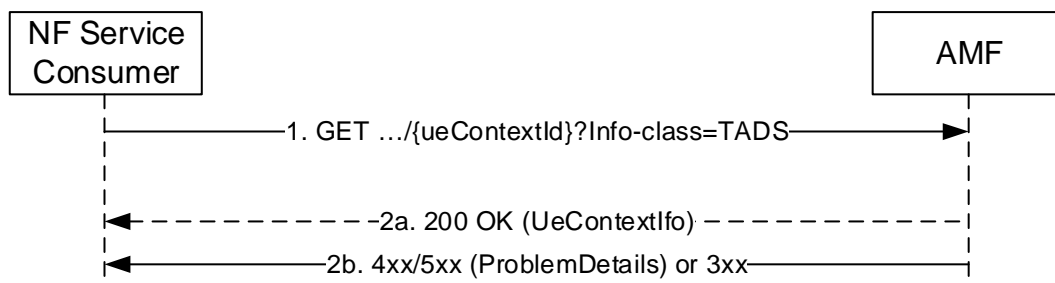 NF Service
Consumer
AMF
1. GET …/{ueContextId}?Info-class=TADS
2a. 200 OK (UeContextIfo)
2b. 4xx/5xx (ProblemDetails) or 3xx